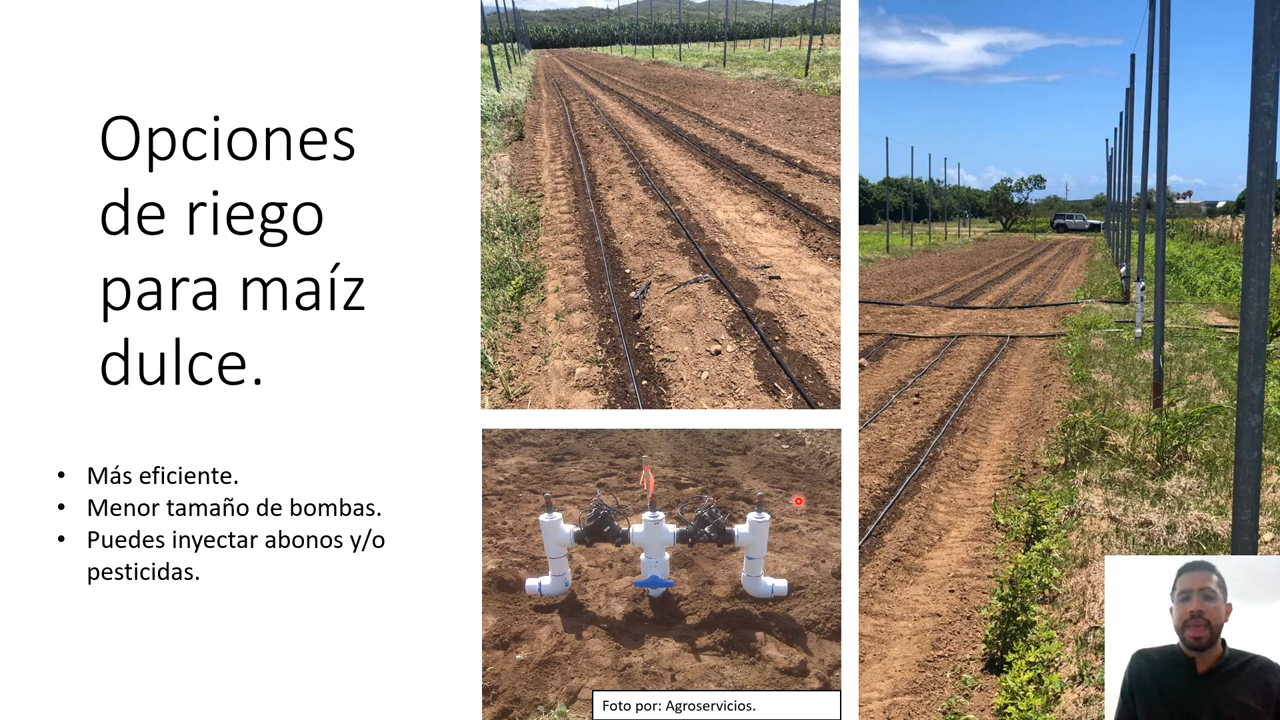 Opciones
de riego
para maíz
dulce.
• Más eficiente.
• Menor tamaño de bombas.
• Puedes inyectar abonos y/o
pesticidas.
Foto por: Agroservicios.